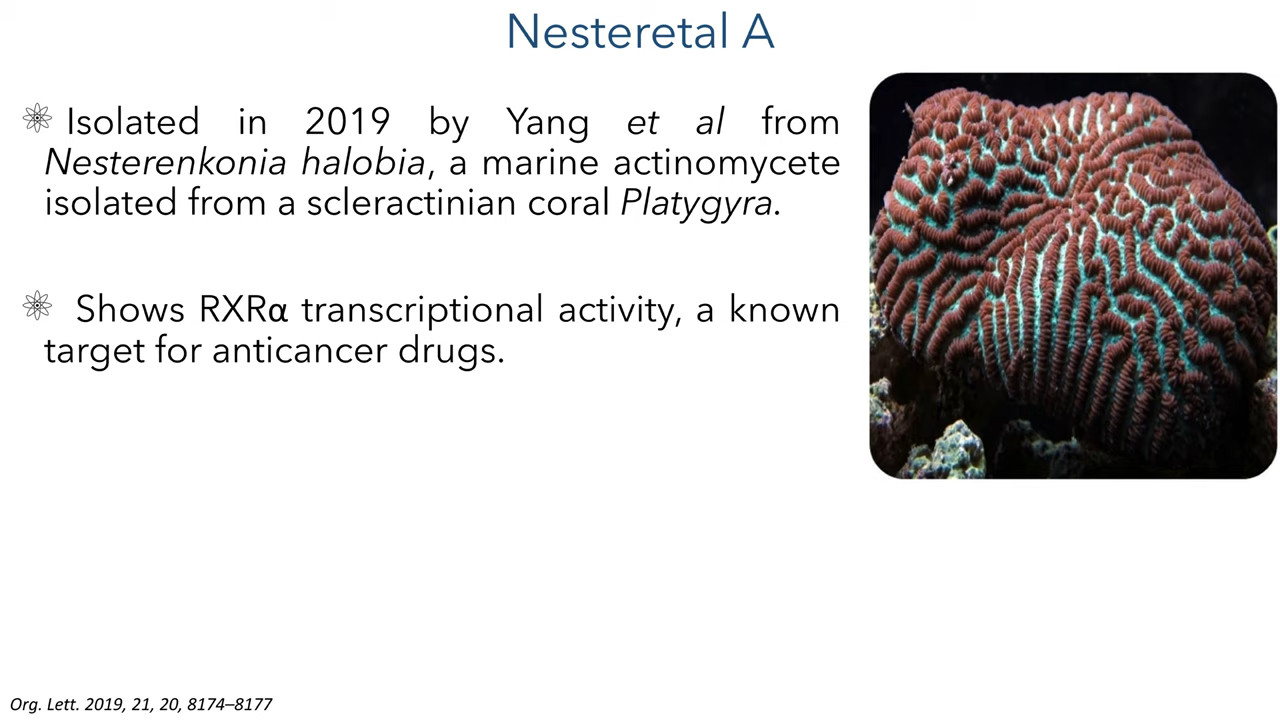 Nesteretal A
Isolated in 2019 by Yang et al from
Nesterenkonia halobia, a marine actinomycete
isolated from a scleractinian coral Platygyra.
Shows RXRα transcriptional activity, a known
target for anticancer drugs.
Org. Lett. 2019, 21, 20, 8174–8177